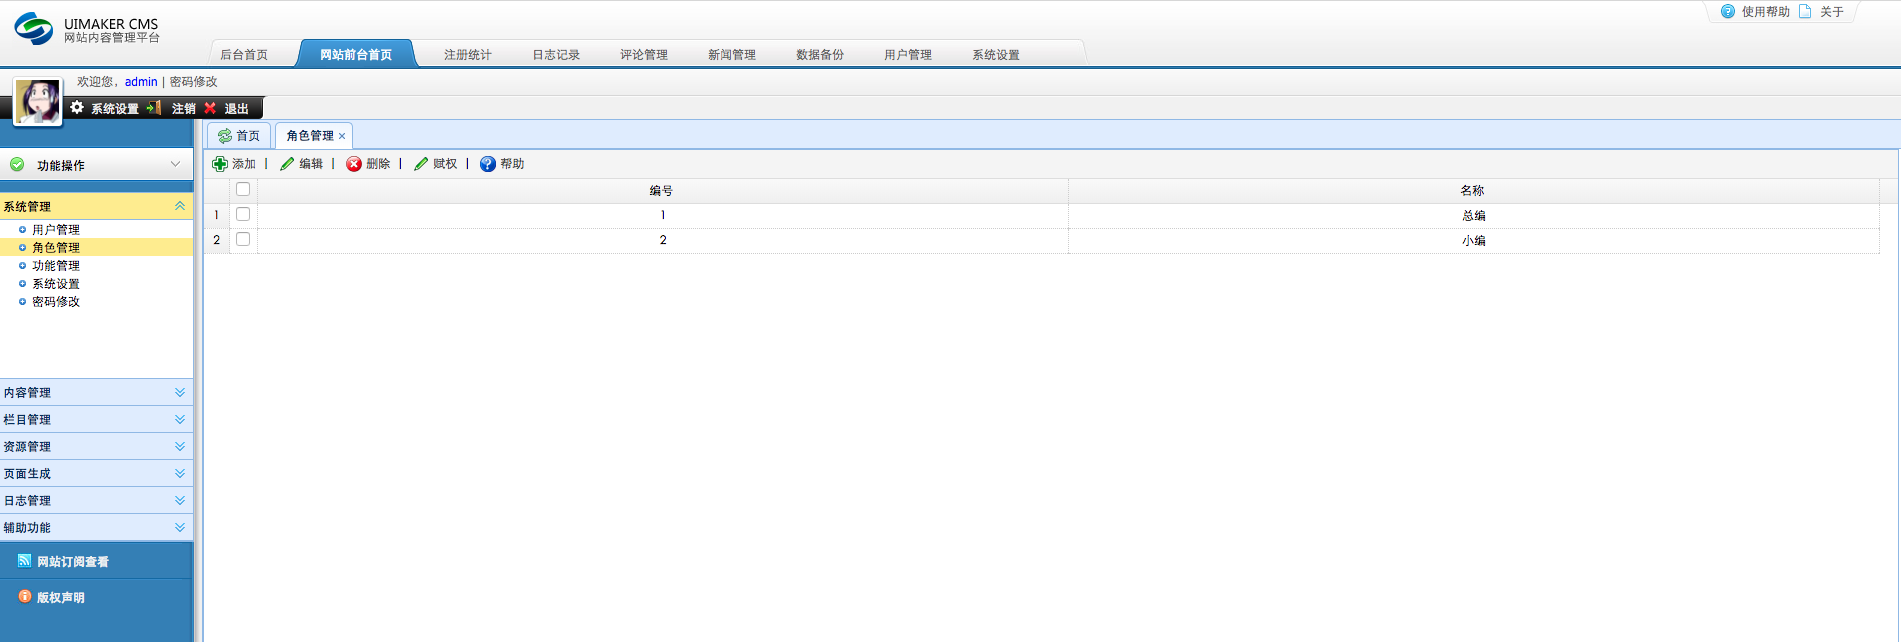 UIMAKER CMS
网站内容管理平台
使用帮助 关于
后台首页 网站前台首页 注册统计 日志记录 评论管理 新闻管理 数据备份 用户管理 系统设置
欢迎您，admin | 密码修改
系统设置 注销 退出
首页 角色管理 ×
功能操作
添加 | 编辑 | 删除 | 赋权 | 帮助
编号 名称
1 1 总编
2 2 小编
系统管理
用户管理
角色管理
功能管理
系统设置
密码修改
内容管理
栏目管理
资源管理
页面生成
日志管理
辅助功能
网站订阅查看
版权声明